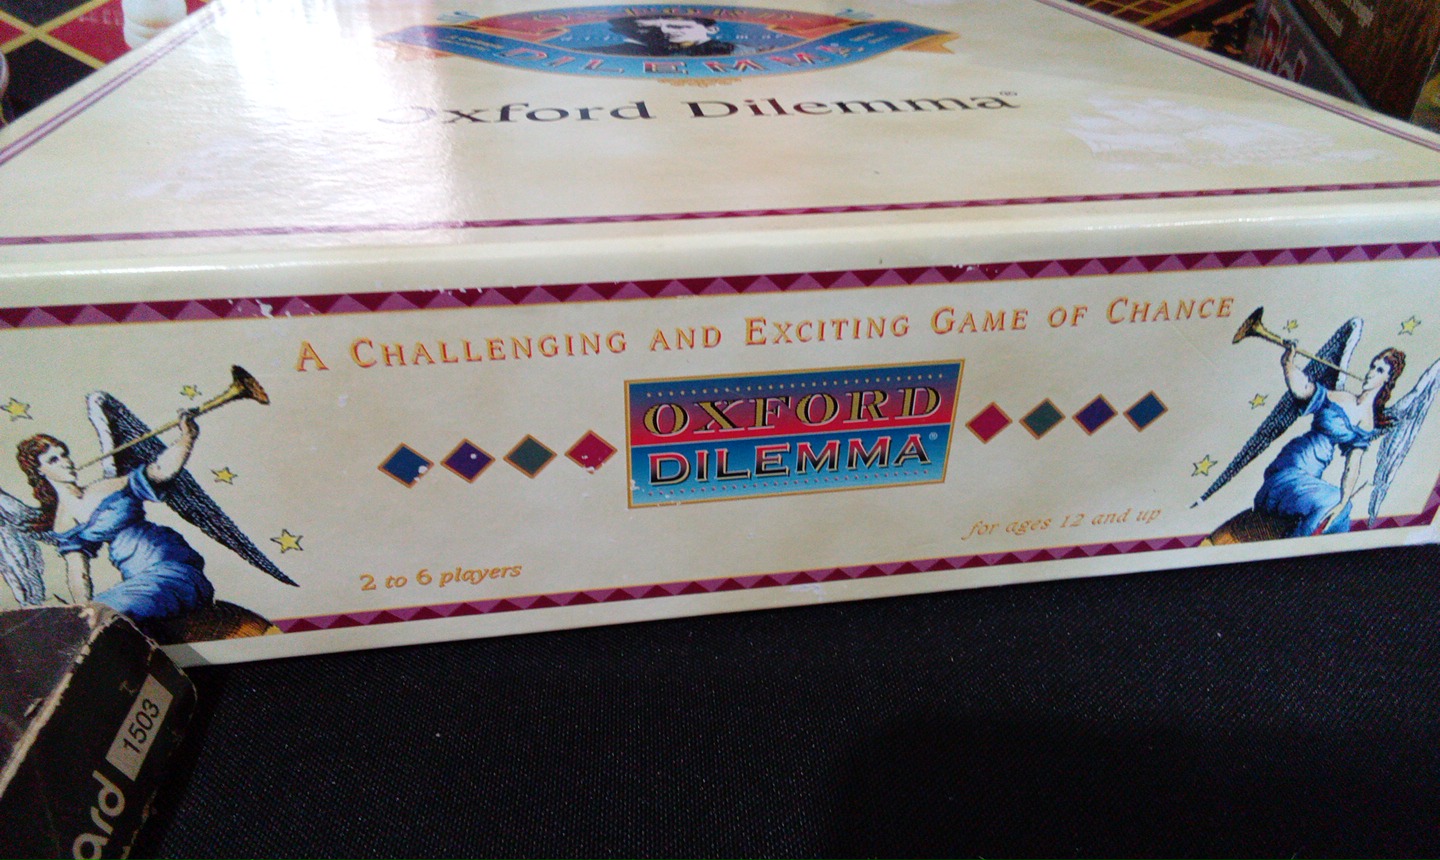 DILEMMA
Oxford Dilemma®
A CHALLENGING AND EXCITING GAME OF CHANCE
OXFORD
DILEMMA®
2 to 6 players
for ages 12 and up
1503
ard